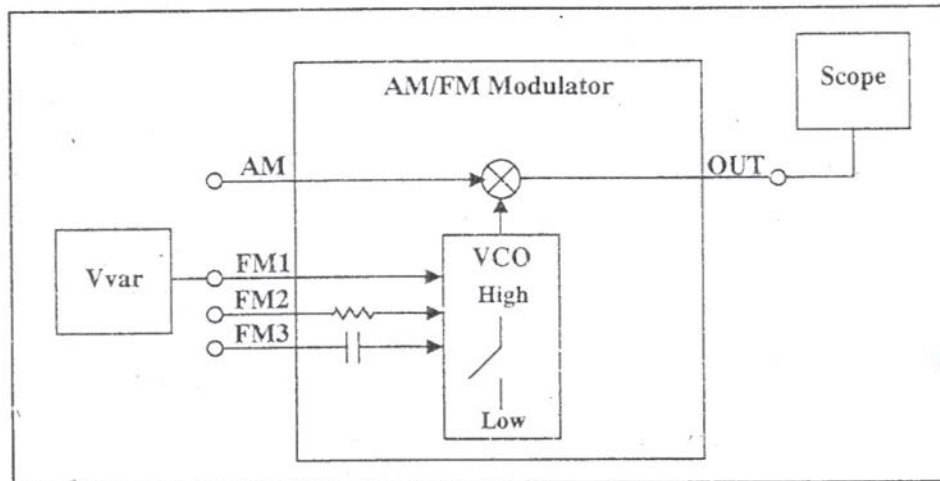 AM/FM Modulator
Scope
AM
OUT
Vvar
FM1
FM2
FM3
VCO
High
Low